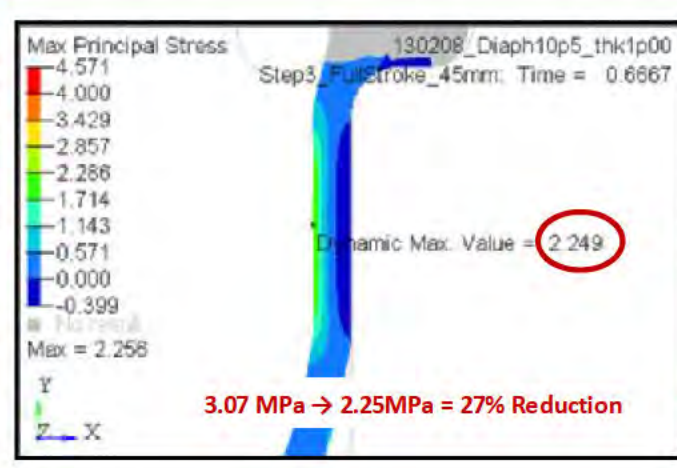 Max Principal Stress
130208_Diaph10p5_thk1p00
Step3_FullStroke_45mm: Time = 0.6667
4.571
4.000
3.429
2.857
2.286
1.714
1.143
0.571
0.000
-0.399
No result
Max = 2.256
Dynamic Max. Value = 2.249
Y
Z X
3.07 MPa → 2.25MPa = 27% Reduction